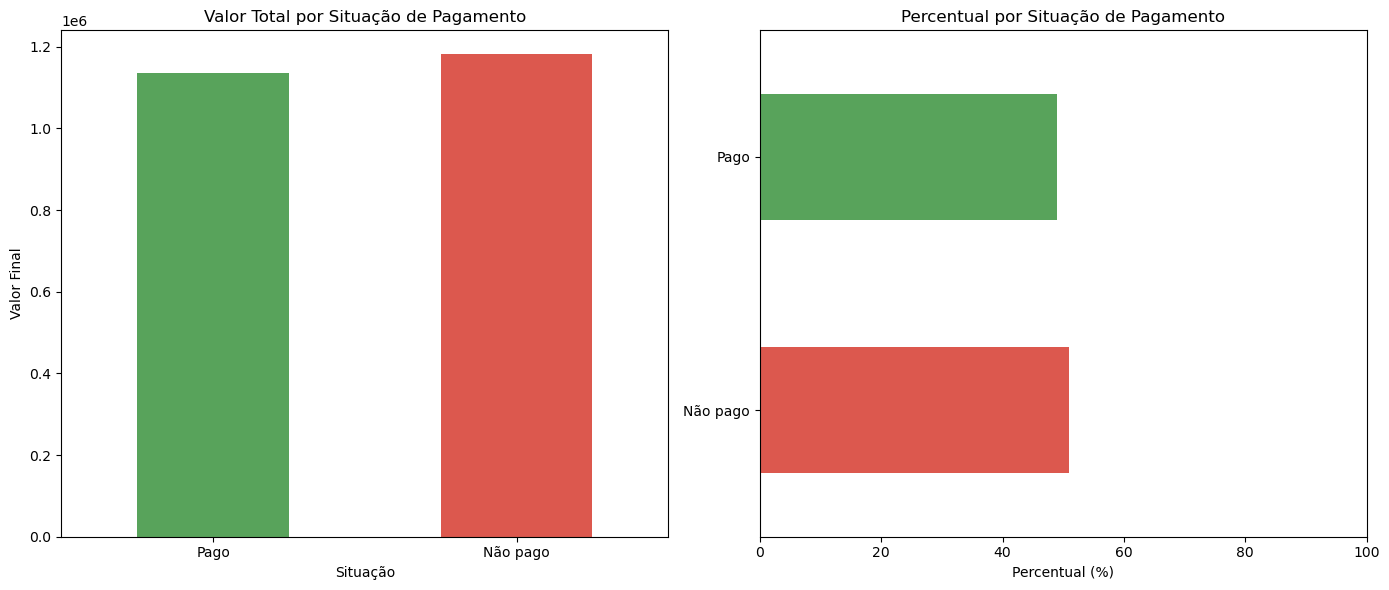 Valor Total por Situação de Pagamento
1e6
1.2
1.0
0.8
0.6
0.4
0.2
0.0
Valor Final
Pago Não pago
Situação
Percentual por Situação de Pagamento
Pago
Não pago
0 20 40 60 80 100
Percentual (%)